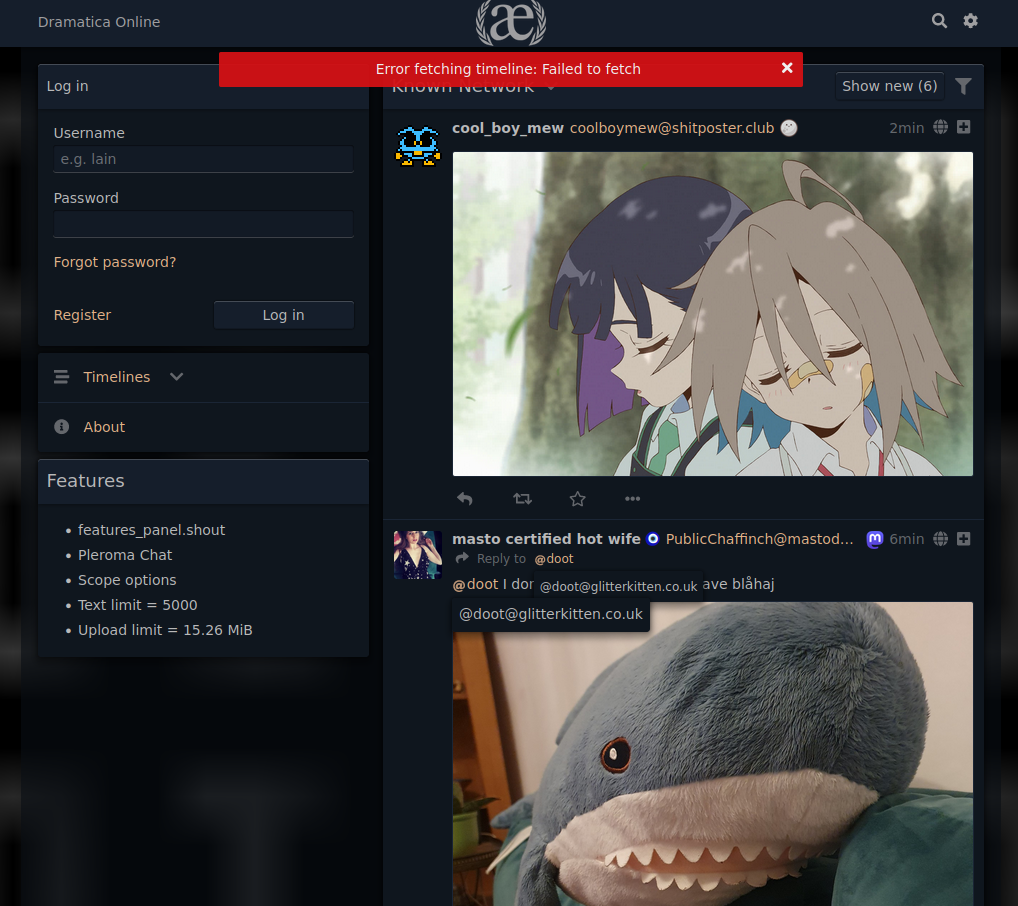 Dramatica Online
æ
Error fetching timeline: Failed to fetch
Log in
Username
e.g. lain
Password
Forgot password?
Register
Log in
Timelines
About
Features
features_panel.shout
Pleroma Chat
Scope options
Text limit = 5000
Upload limit = 15.26 MiB
Known Network
Show new (6)
cool_boy_mew coolboymew@shitposter.club 2min
masto certified hot wife PublicChaffinch@mastod... 6min
Reply to @doot
@doot I
@doot@glitterkitten.co.uk
blåhaj
@doot@glitterkitten.co.uk